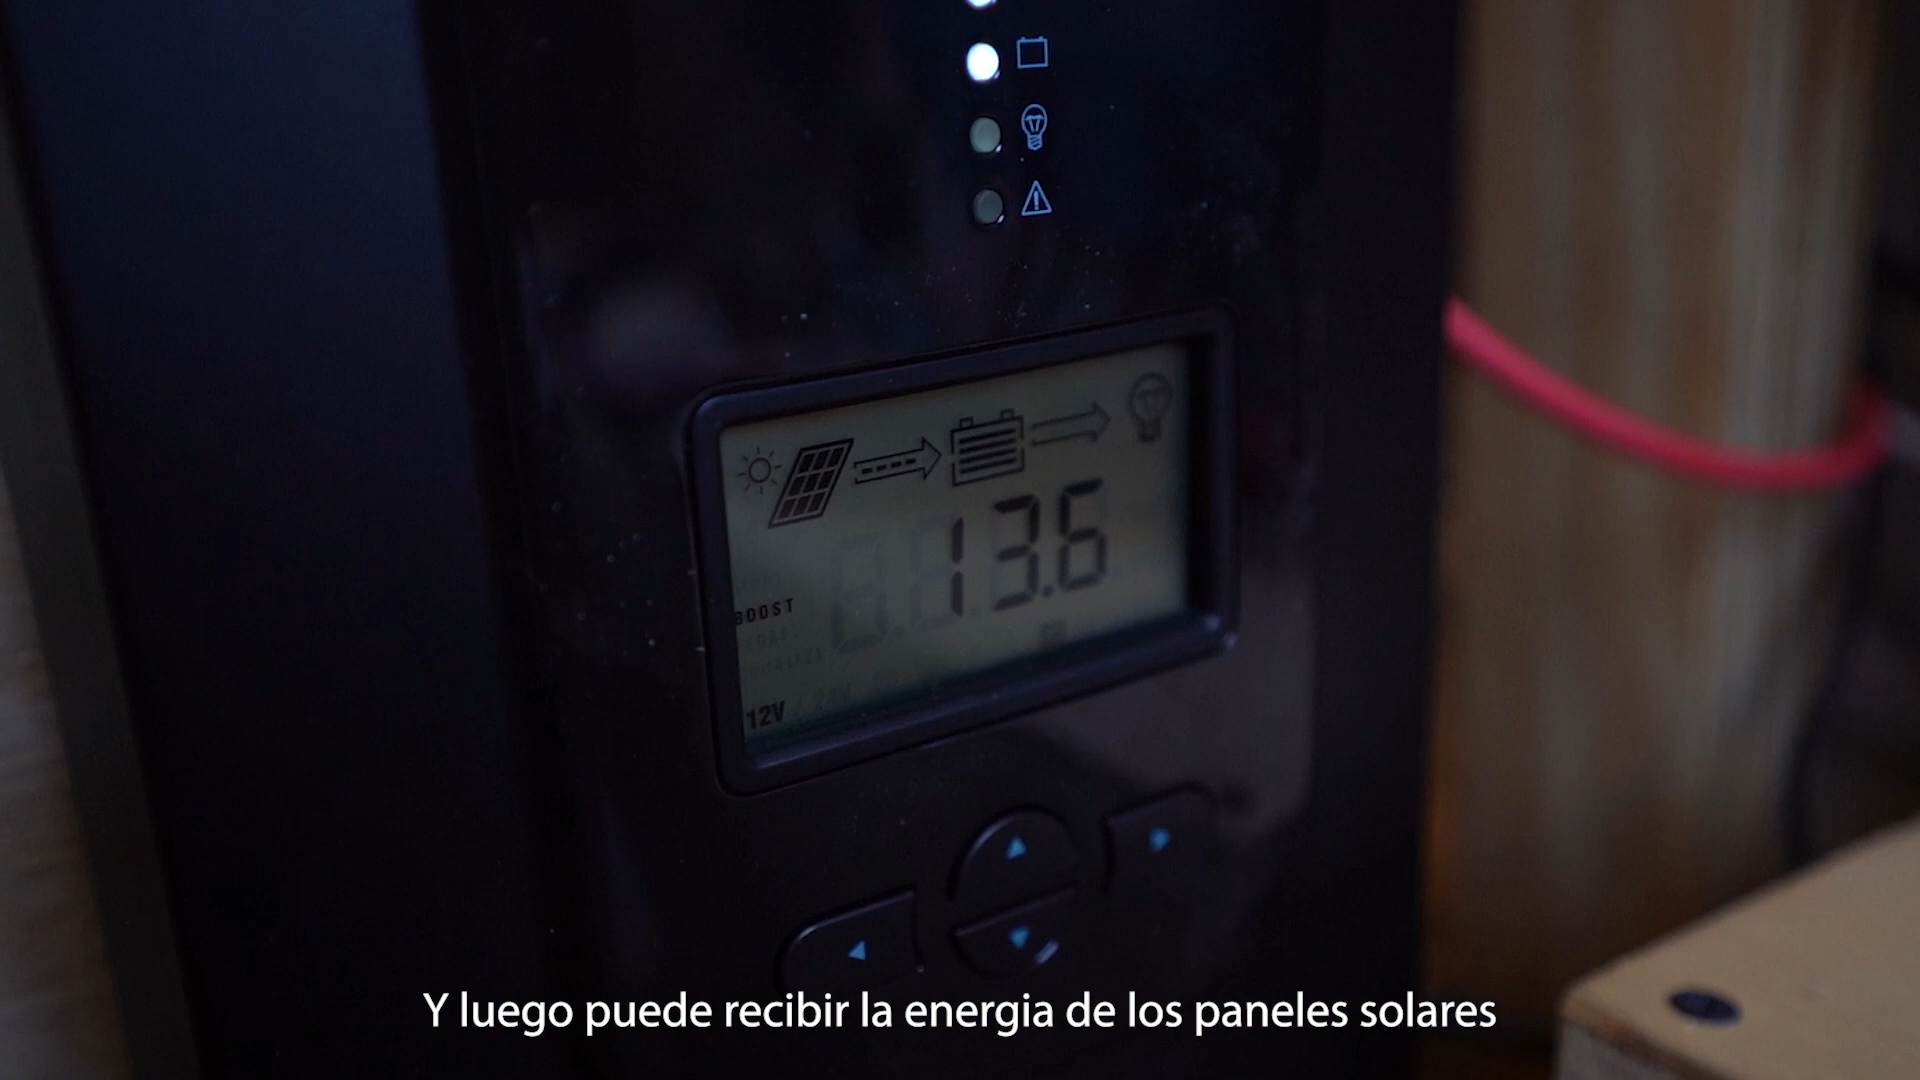 13.6
BOOST
12V
Y luego puede recibir la energia de los paneles solares